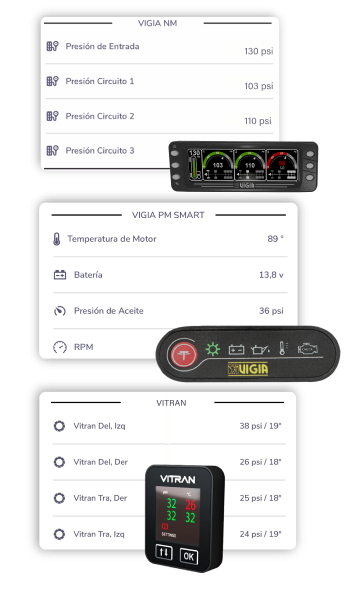 VIGIA NM
Presión de Entrada 130 psi
Presión Circuito 1 103 psi
Presión Circuito 2 110 psi
Presión Circuito 3
130
103
110
VIGIA
VIGIA PM SMART
Temperatura de Motor 89 °
Batería 13,8 v
Presión de Aceite 36 psi
RPM
VIGIA
VITRAN
Vitran Del, Izq 38 psi / 19°
Vitran Del, Der 26 psi / 18°
Vitran Tra, Der 25 psi / 18°
Vitran Tra, Izq 24 psi / 19°
VITRAN
32 26
32 32
SETTINGS
OK